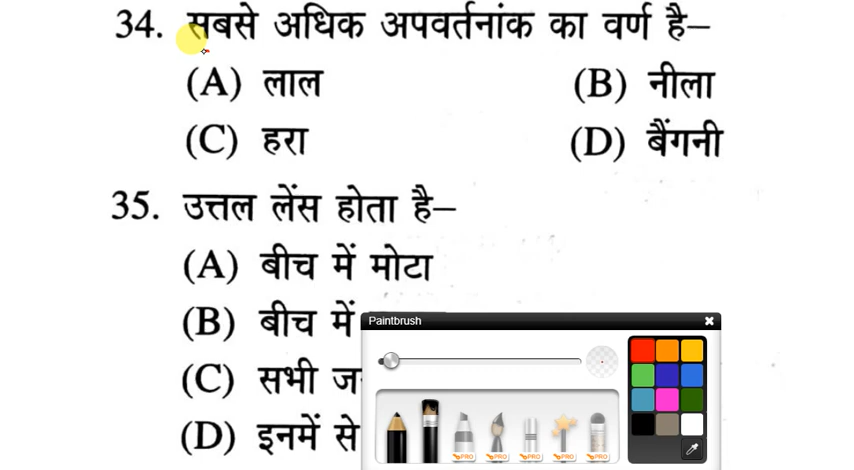 34. सबसे अधिक अपवर्तनांक का वर्ण है–
(A) लाल (B) नीला
(C) हरा (D) बैंगनी
35. उत्तल लेंस होता है–
(A) बीच में मोटा
(B) बीच में
(C) सभी
(D) इनमें से
Paintbrush
PRO PRO PRO PRO PRO